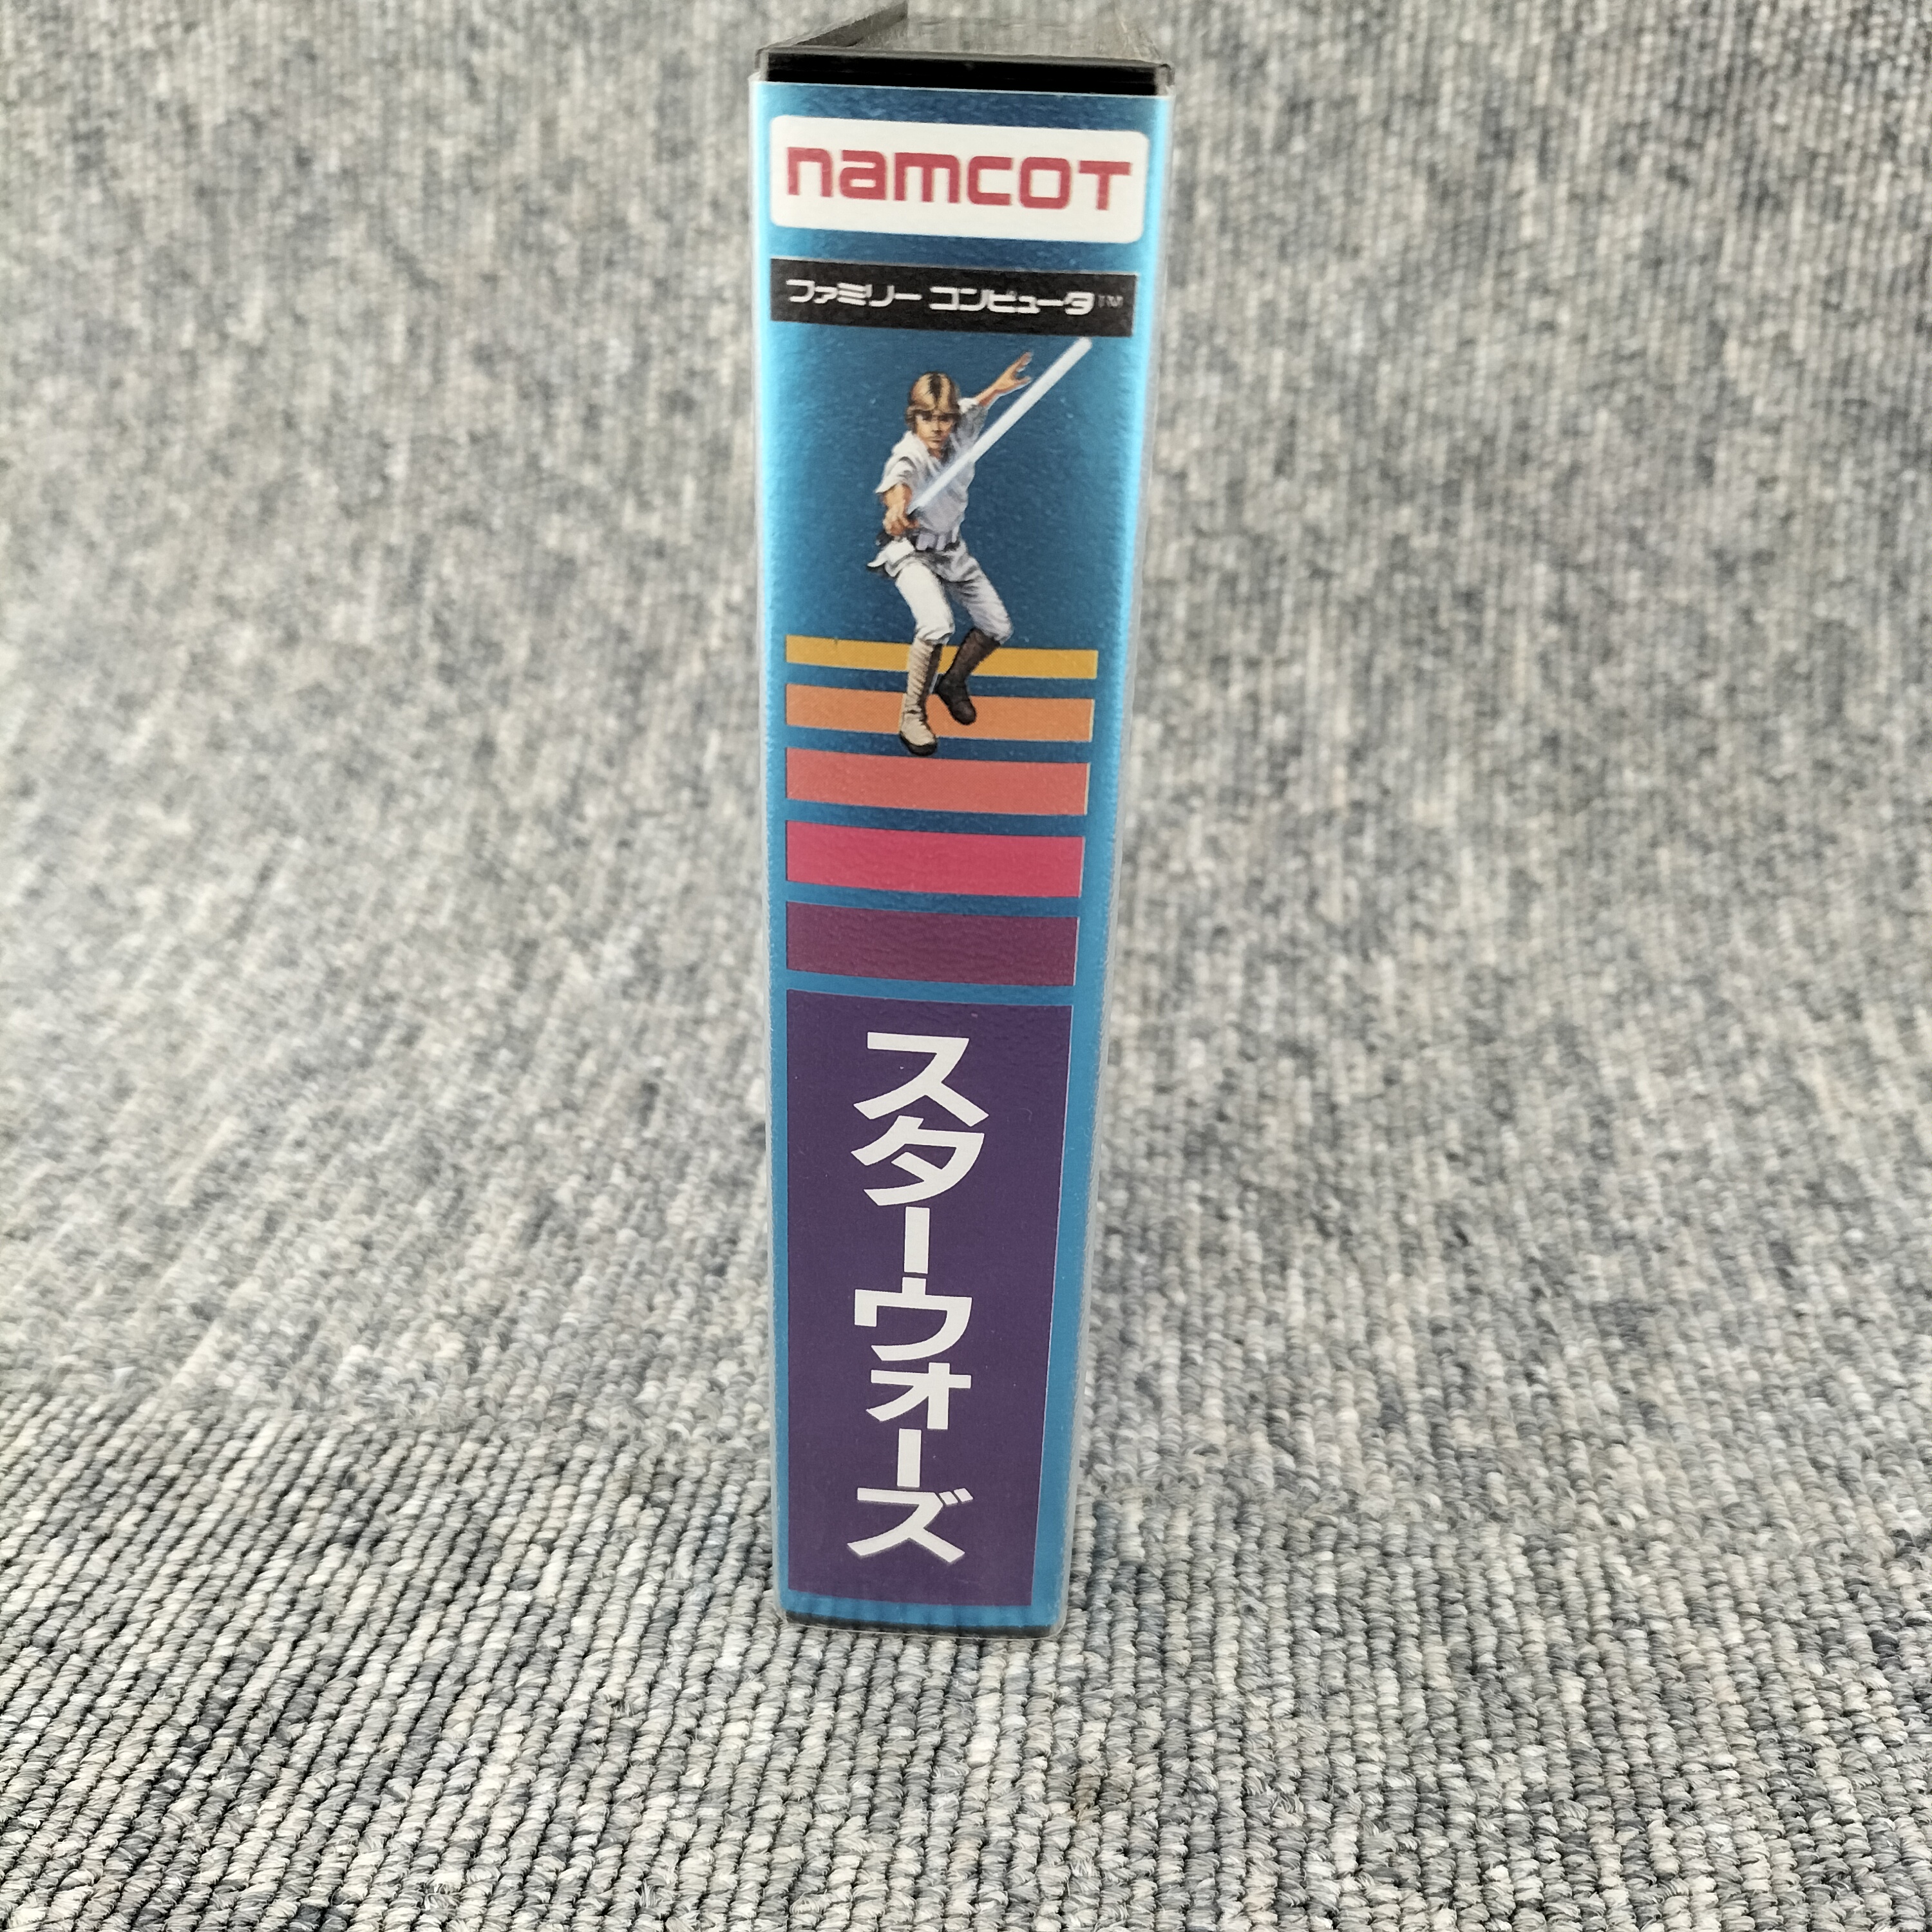 namcot
ファミリー コンピュータ™
スターウォーズ